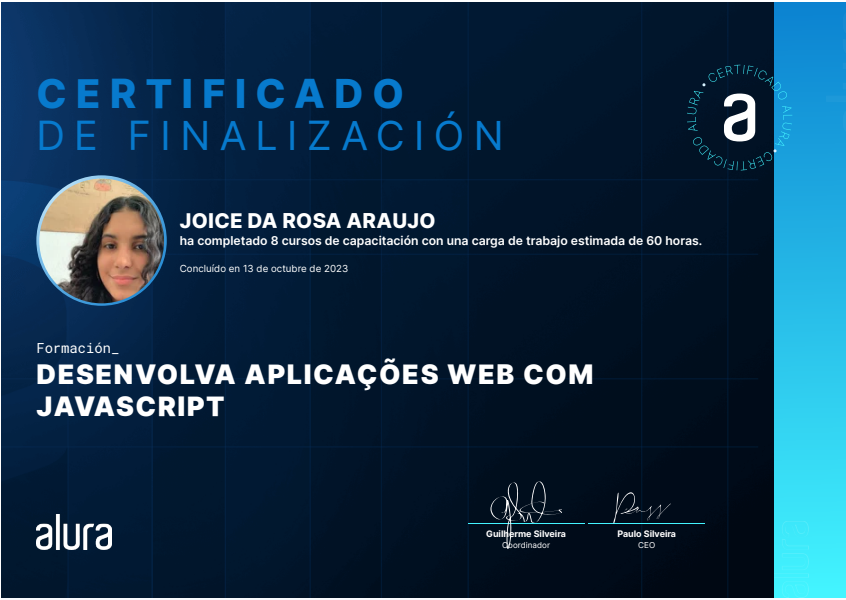 CERTIFICADO
DE FINALIZACIÓN
CERTIFICADO ALURA • CERTIFICADO ALURA •
a
JOICE DA ROSA ARAUJO
ha completado 8 cursos de capacitación con una carga de trabajo estimada de 60 horas.
Concluído en 13 de octubre de 2023
Formación_
DESENVOLVA APLICAÇÕES WEB COM
JAVASCRIPT
alura
Guilherme Silveira
Coordinador
Paulo Silveira
CEO